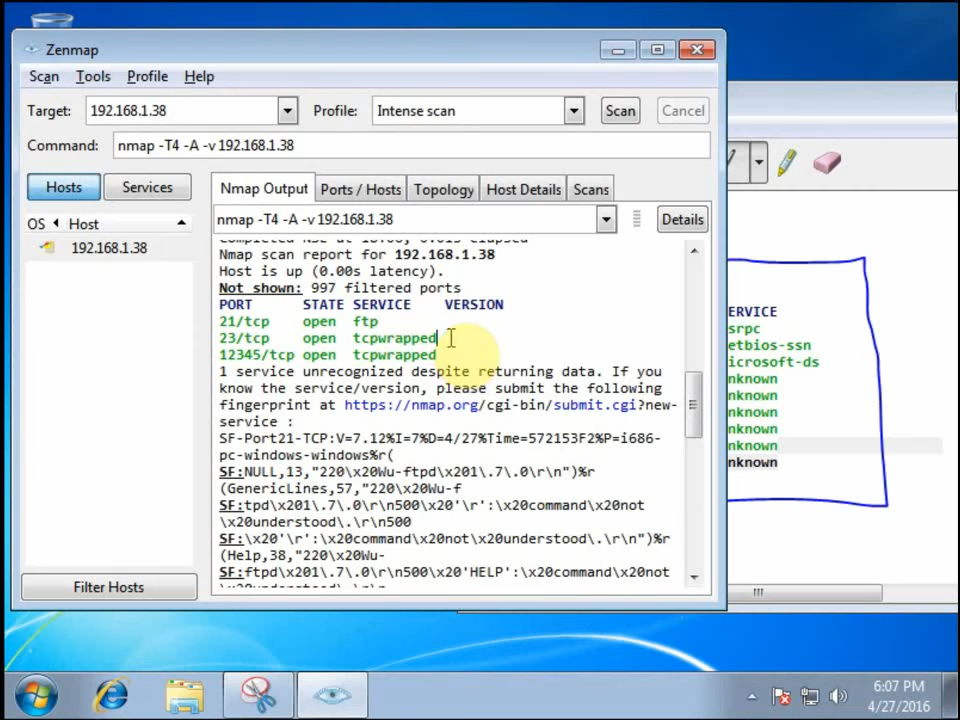 Zenmap
Scan Tools Profile Help
Target: 192.168.1.38 Profile: Intense scan Scan Cancel
Command: nmap -T4 -A -v 192.168.1.38
Hosts Services Nmap Output Ports / Hosts Topology Host Details Scans
OS Host
192.168.1.38
nmap -T4 -A -v 192.168.1.38 Details
Nmap scan report for 192.168.1.38
Host is up (0.00s latency).
Not shown: 997 filtered ports
PORT STATE SERVICE VERSION
21/tcp open ftp
23/tcp open tcpwrapped
12345/tcp open tcpwrapped
1 service unrecognized despite returning data. If you
know the service/version, please submit the following
fingerprint at https://nmap.org/cgi-bin/submit.cgi?new-
service :
SF-Port21-TCP:V=7.12%I=7%D=4/27%Time=572153F2%P=i686-
pc-windows-windows%r(
SF:NULL,13,"220\x20Wu-ftpd\x201\.7\.0\r\n")%r
(GenericLines,57,"220\x20Wu-f
SF:tpd\x201\.7\.0\r\n500\x20'\r':\x20command\x20not
\x20understood\.\r\n500
SF:\x20'\r':\x20command\x20not\x20understood\.\r\n")%r
(Help,38,"220\x20Wu-
SF:ftpd\x201\.7\.0\r\n500\x20'HELP':\x20command\x20not
Filter Hosts
ERVICE
srpc
etbios-ssn
icrosoft-ds
nknown
nknown
nknown
nknown
nknown
nknown
6:07 PM
4/27/2016